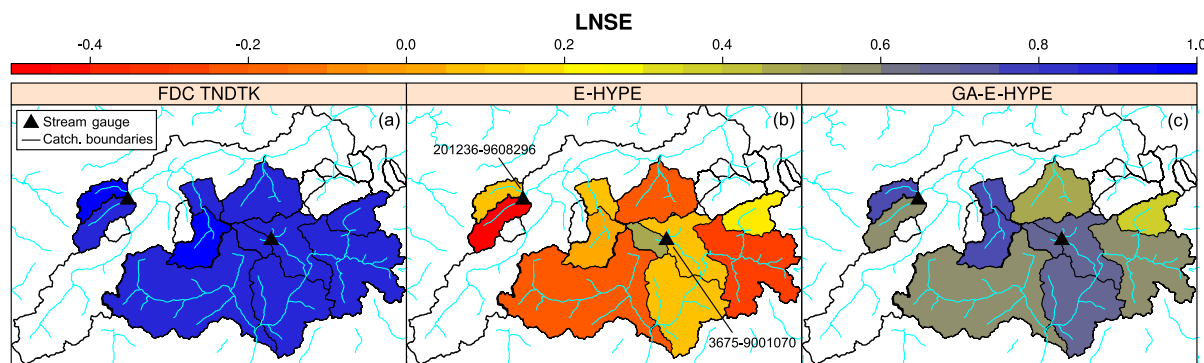 LNSE
-0.4 -0.2 0.0 0.2 0.4 0.6 0.8 1.0
FDC TNDTK E-HYPE GA-E-HYPE
Stream gauge
Catch. boundaries
(a) (b) (c)
201236-9608296
3675-9001070